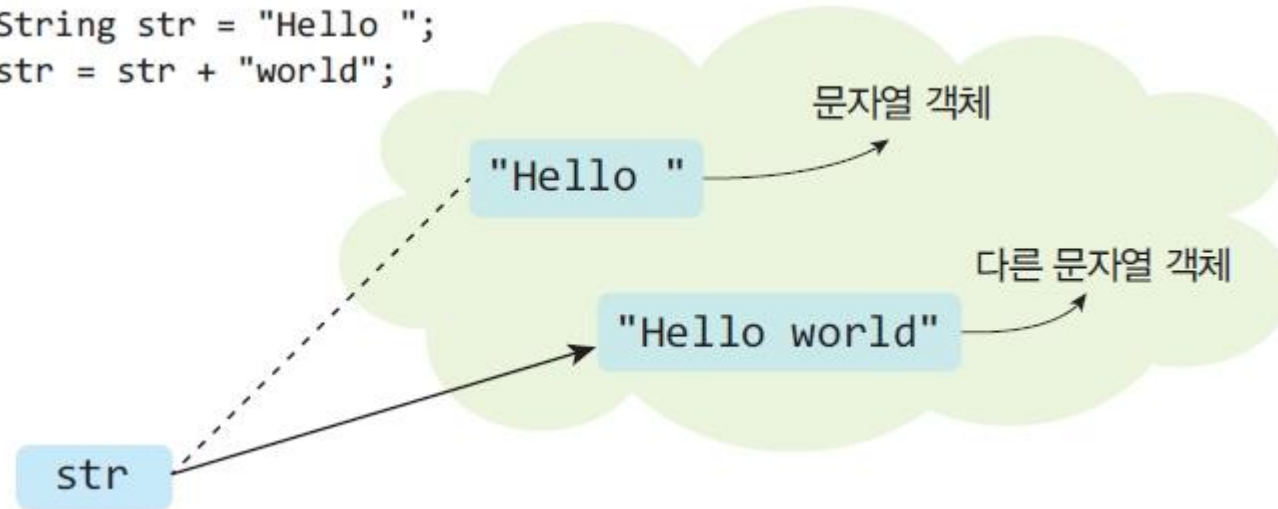 String str = "Hello ";
str = str + "world";
문자열 객체
"Hello "
다른 문자열 객체
"Hello world"
str